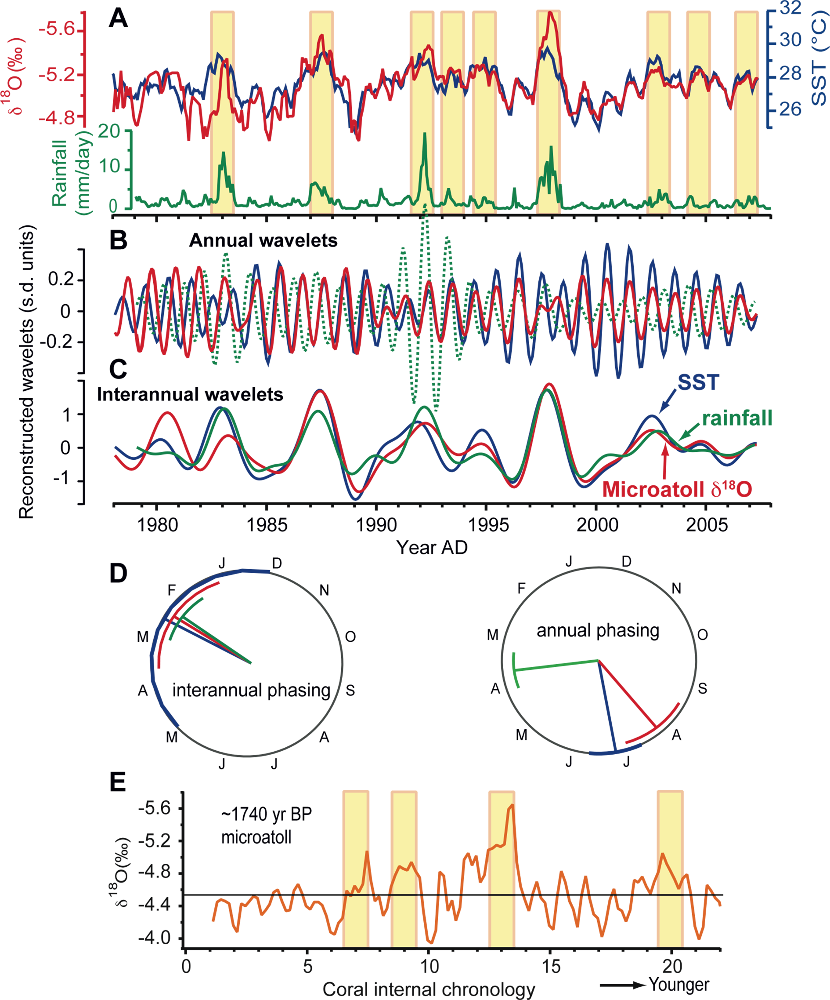 A
δ 18O (‰)
-5.6
-5.2
-4.8
32
30
28
26
SST (°C)
Rainfall
(mm/day)
20
10
0
B
Annual wavelets
Reconstructed wavelets (s.d. units)
0.2
0
-0.2
C
Interannual wavelets
1
0
-1
SST
rainfall
Microatoll δ18O
1980
1985
1990
1995
2000
2005
Year AD
D
J
D
N
O
S
A
J
J
M
A
M
F
interannual phasing
J
D
N
O
S
A
J
J
M
A
M
F
annual phasing
E
~1740 yr BP
microatoll
δ 18O(‰)
-5.6
-5.2
-4.8
-4.4
-4.0
0
5
10
15
20
Coral internal chronology
Younger